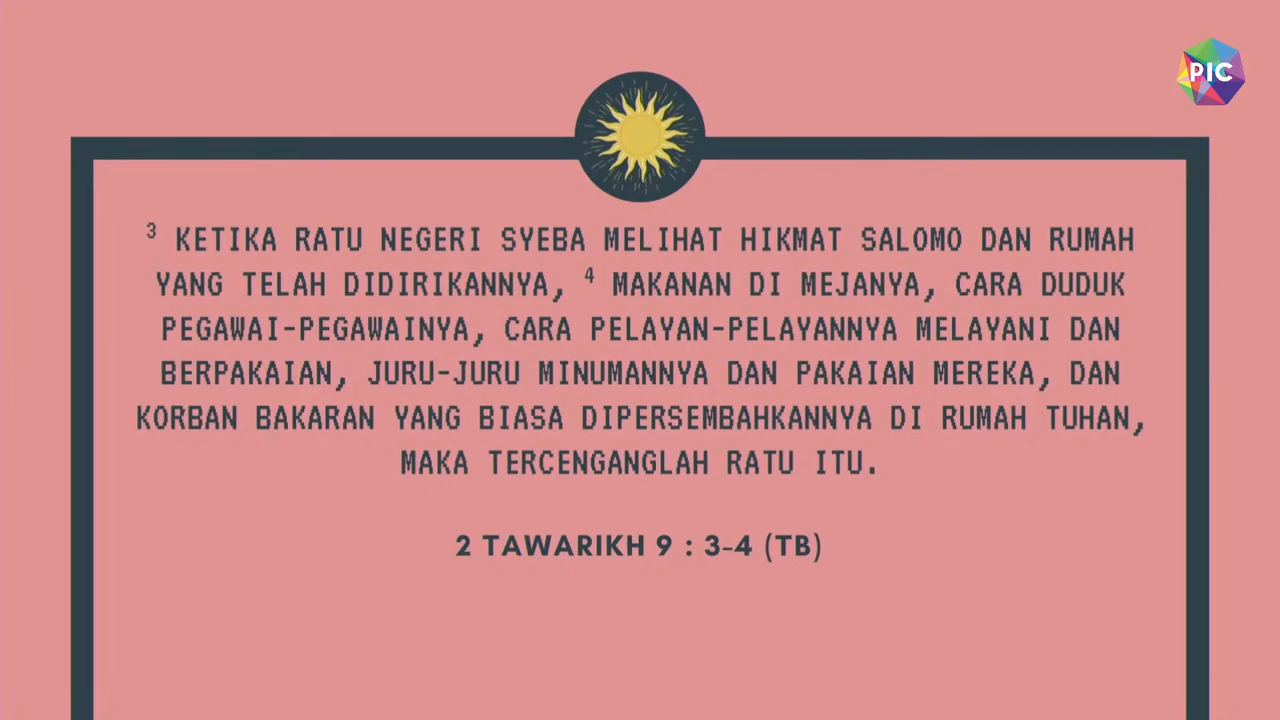 PIC
³ KETIKA RATU NEGERI SYEBA MELIHAT HIKMAT SALOMO DAN RUMAH
YANG TELAH DIDIRIKANNYA, ⁴ MAKANAN DI MEJANYA, CARA DUDUK
PEGAWAI-PEGAWAINYA, CARA PELAYAN-PELAYANNYA MELAYANI DAN
BERPAKAIAN, JURU-JURU MINUMANNYA DAN PAKAIAN MEREKA, DAN
KORBAN BAKARAN YANG BIASA DIPERSEMBAHKANNYA DI RUMAH TUHAN,
MAKA TERCENGANGLAH RATU ITU.
2 TAWARIKH 9 : 3-4 (TB)